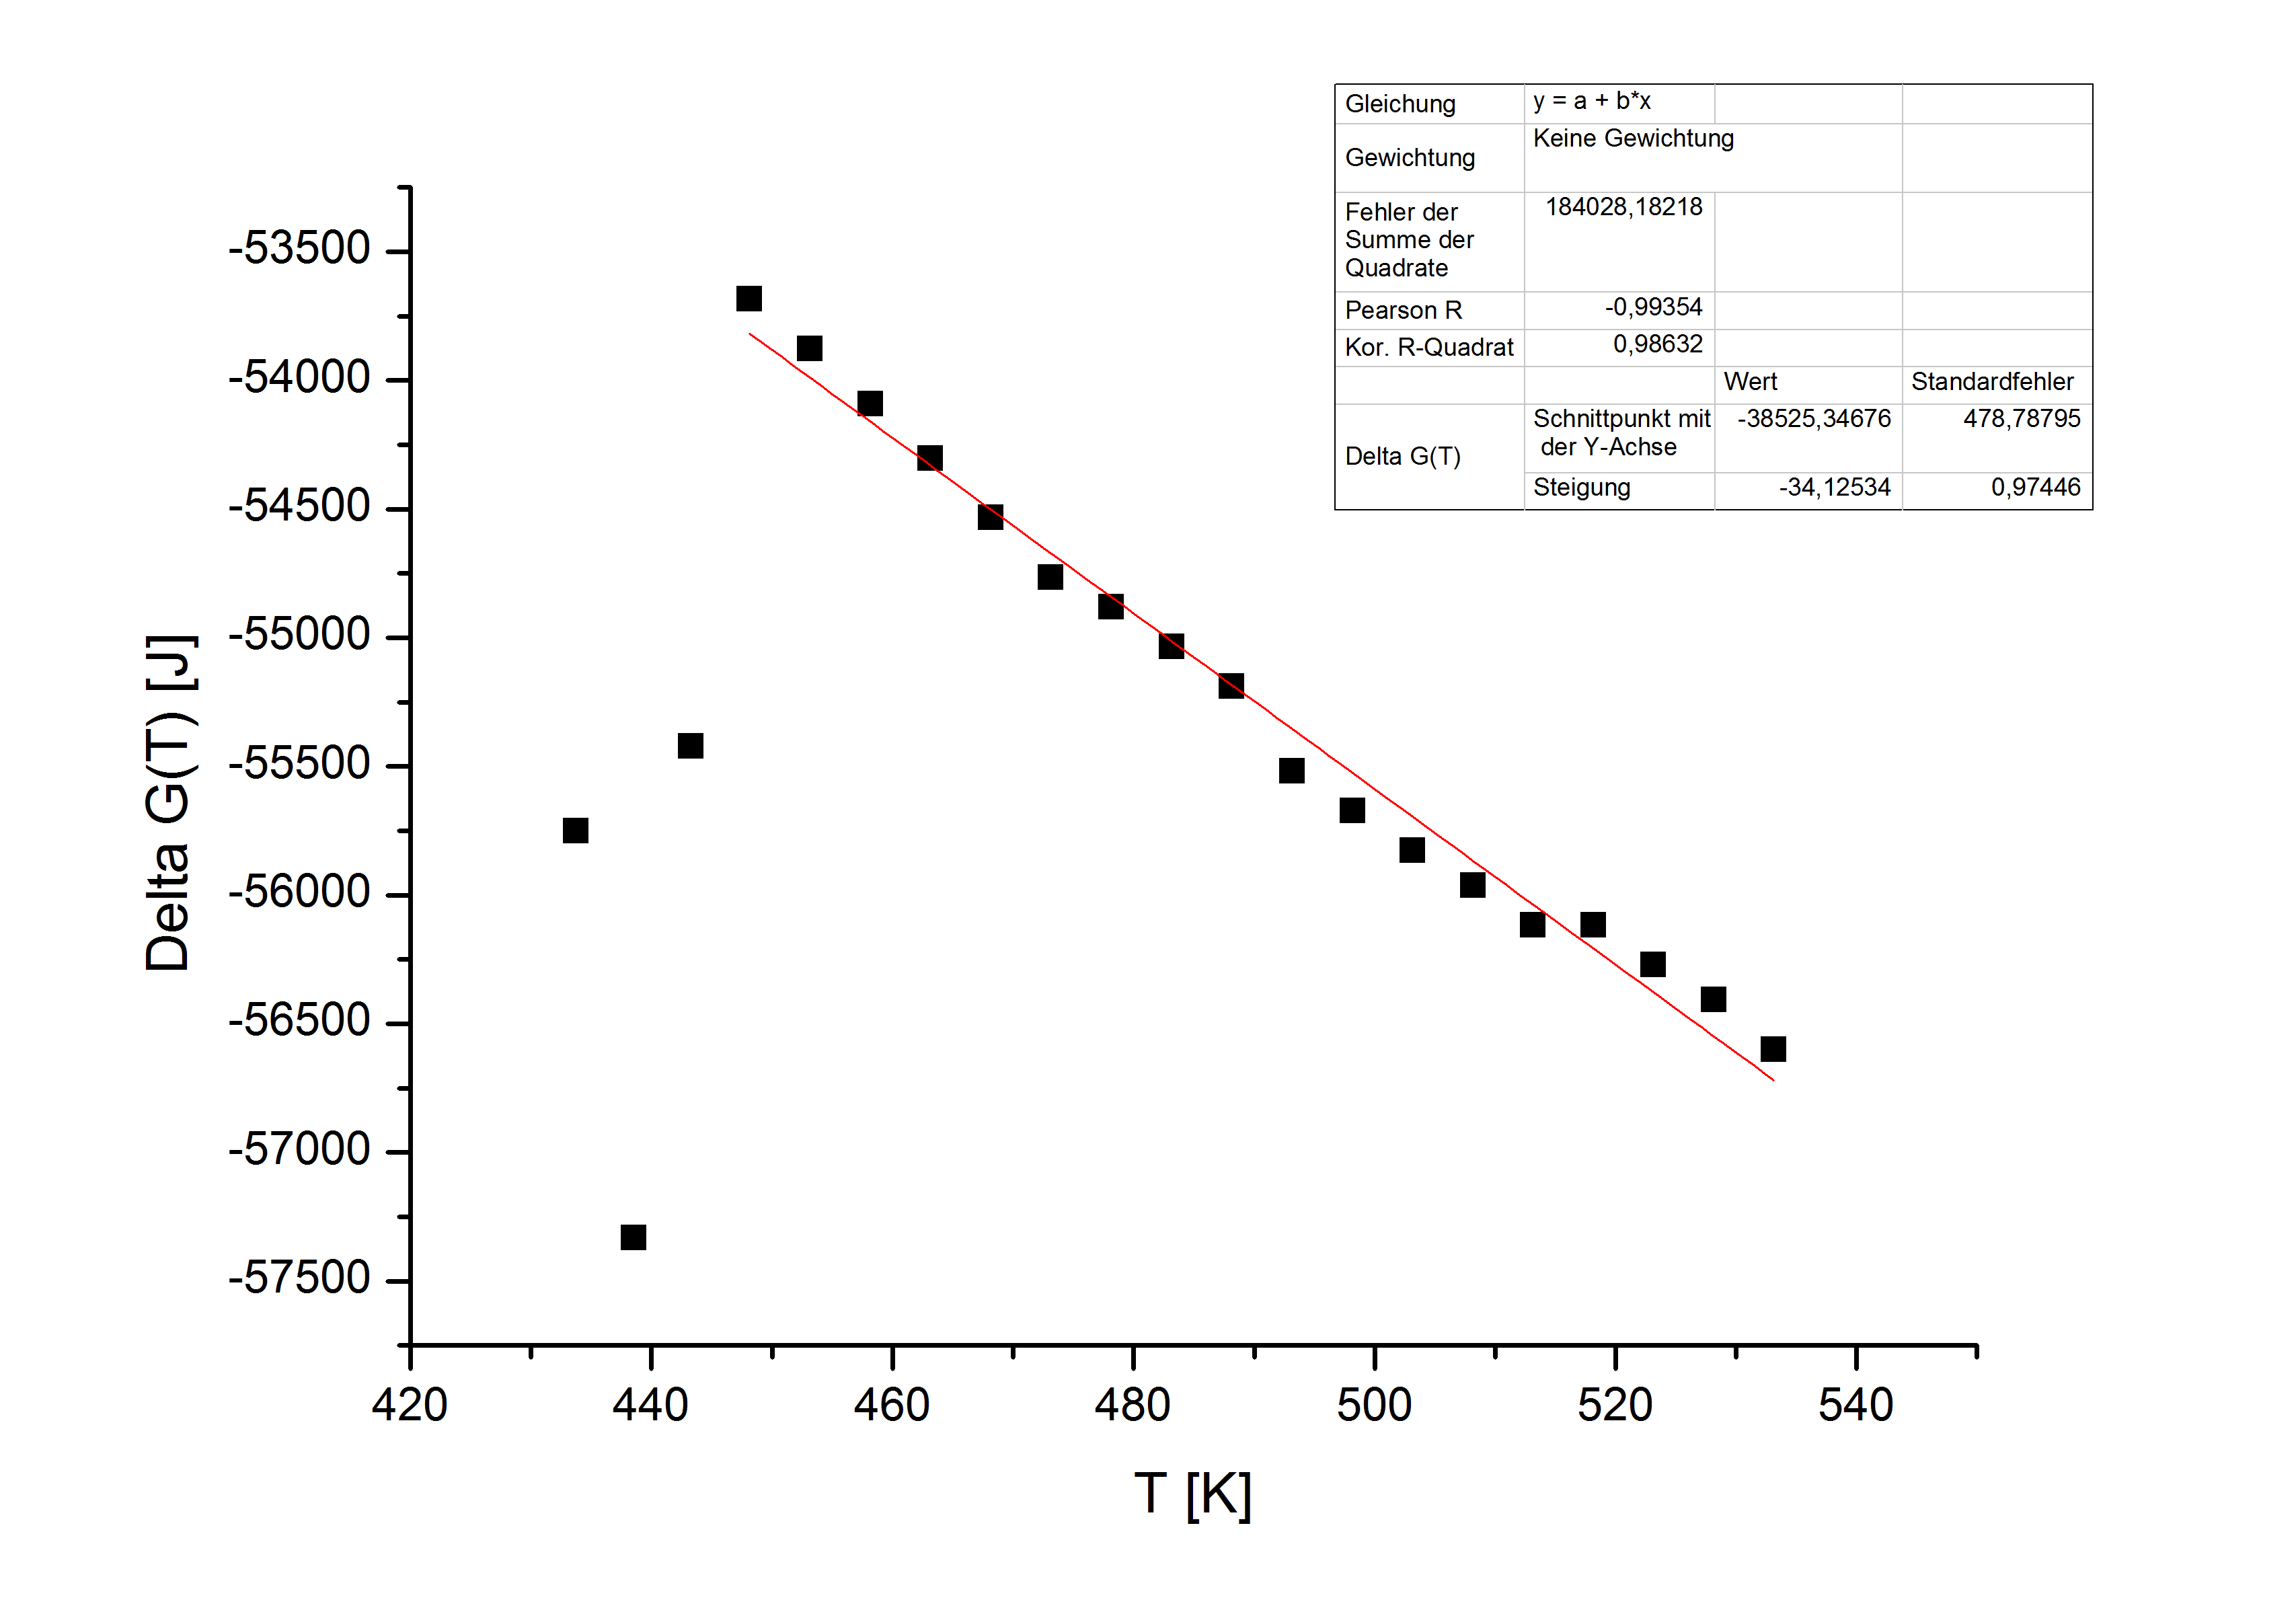 Gleichung y = a + b*x
Gewichtung Keine Gewichtung
Fehler der
Summe der
Quadrate
184028,18218
Pearson R -0,99354
Kor. R-Quadrat 0,98632
Wert Standardfehler
Delta G(T)
Schnittpunkt mit
der Y-Achse
-38525,34676 478,78795
Steigung -34,12534 0,97446
-53500
-54000
-54500
-55000
-55500
-56000
-56500
-57000
-57500
Delta G(T) [J]
420 440 460 480 500 520 540
T [K]